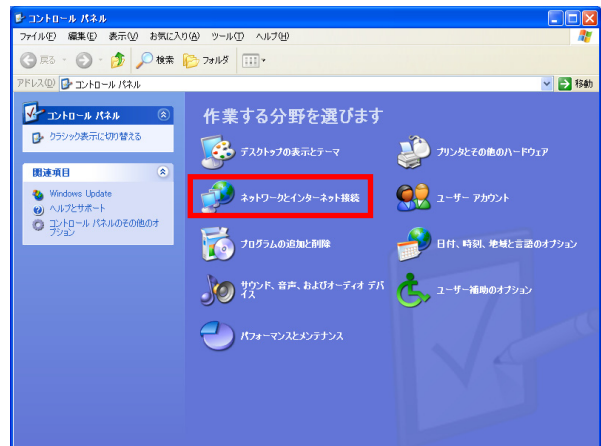 コントロール パネル
ファイル(F) 編集(E) 表示(V) お気に入り(A) ツール(T) ヘルプ(H)
戻る 検索 フォルダ
アドレス(D) コントロール パネル 移動
コントロール パネル
クラシック表示に切り替える
関連項目
Windows Update
ヘルプとサポート
コントロール パネルのその他のオ
プション
作業する分野を選びます
デスクトップの表示とテーマ
プリンタとその他のハードウェア
ネットワークとインターネット接続
ユーザー アカウント
プログラムの追加と削除
日付、時刻、地域と言語のオプション
サウンド、音声、およびオーディオ デバ
イス
ユーザー補助のオプション
パフォーマンスとメンテナンス